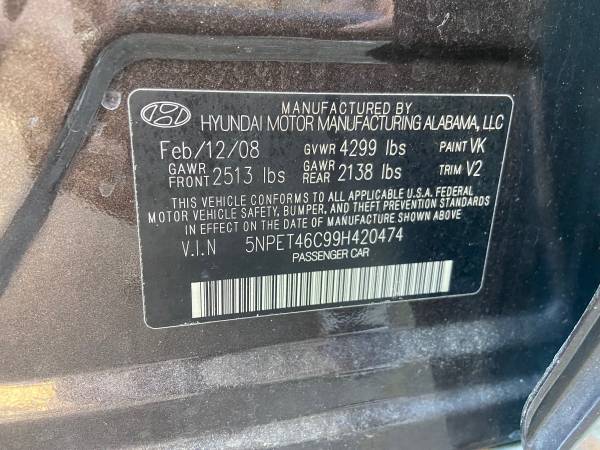 MANUFACTURED BY
HYUNDAI MOTOR MANUFACTURING ALABAMA, LLC
Feb/12/08 GVWR 4299 lbs PAINT VK
GAWR FRONT 2513 lbs GAWR REAR 2138 lbs TRIM V2
THIS VEHICLE CONFORMS TO ALL APPLICABLE U.S.A. FEDERAL
MOTOR VEHICLE SAFETY, BUMPER, AND THEFT PREVENTION STANDARDS
IN EFFECT ON THE DATE OF MANUFACTURE SHOWN ABOVE
V.I.N 5NPET46C99H420474
PASSENGER CAR